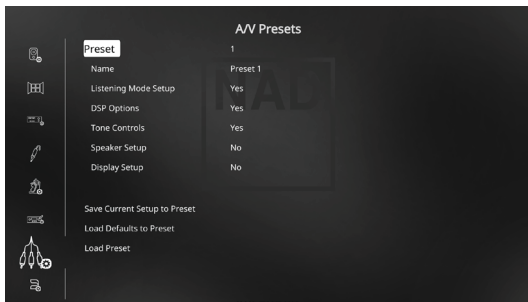 A/V Presets
Preset 1
Name Preset 1
Listening Mode Setup Yes
DSP Options Yes
Tone Controls Yes
Speaker Setup No
Display Setup No
Save Current Setup to Preset
Load Defaults to Preset
Load Preset
NAD